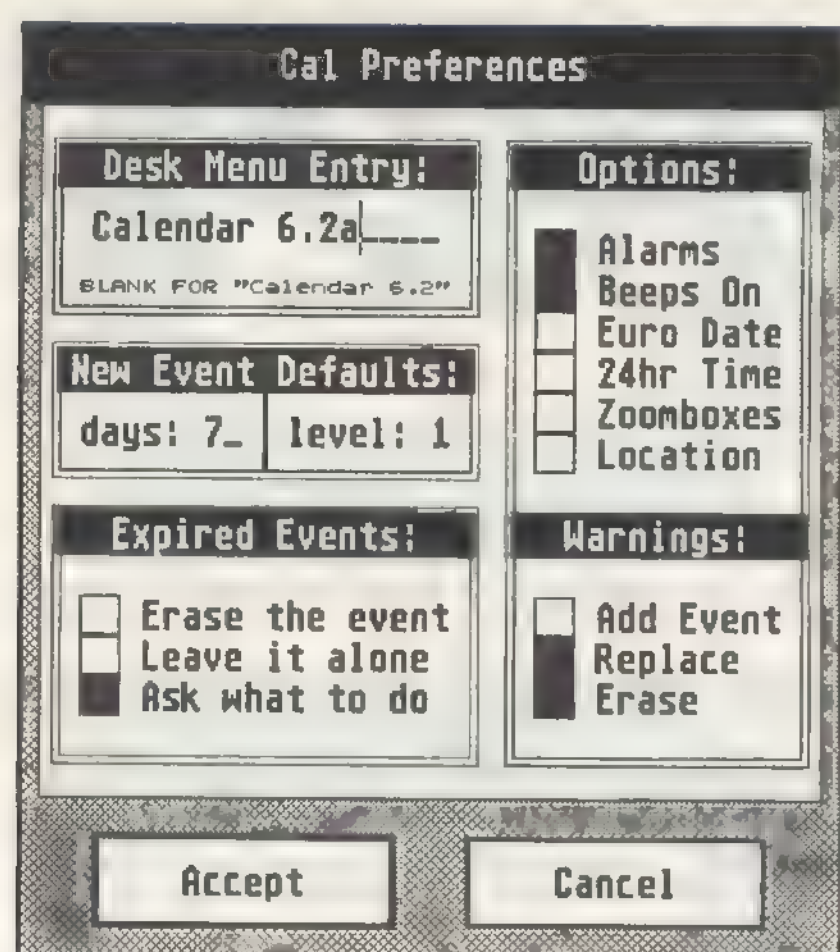 Cal Preferences
Desk Menu Entry:
Calendar 6.2a____
BLANK FOR "Calendar 6.2"
New Event Defaults:
days: 7_
level: 1
Expired Events:
Erase the event
Leave it alone
Ask what to do
Options:
Alarms
Beeps On
Euro Date
24hr Time
Zoomboxes
Location
Warnings:
Add Event
Replace
Erase
Accept
Cancel